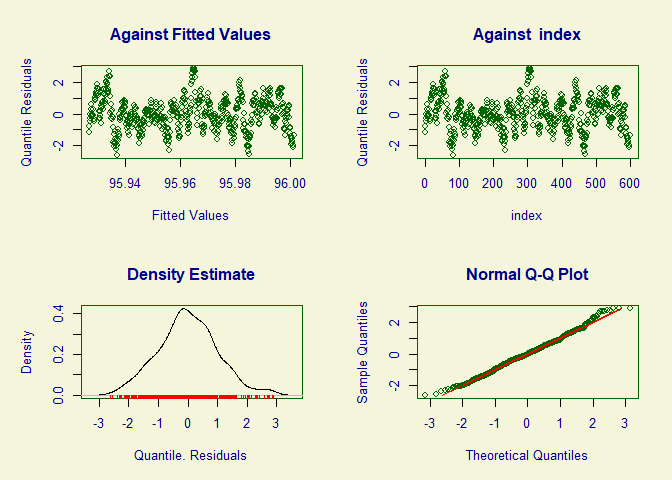 Against Fitted Values
Quantile Residuals
2
0
-2
95.94 95.96 95.98 96.00
Fitted Values
Against index
Quantile Residuals
2
0
-2
0 100 200 300 400 500 600
index
Density Estimate
Density
0.4
0.2
0.0
-3 -2 -1 0 1 2 3
Quantile. Residuals
Normal Q-Q Plot
Sample Quantiles
2
0
-2
-3 -2 -1 0 1 2 3
Theoretical Quantiles